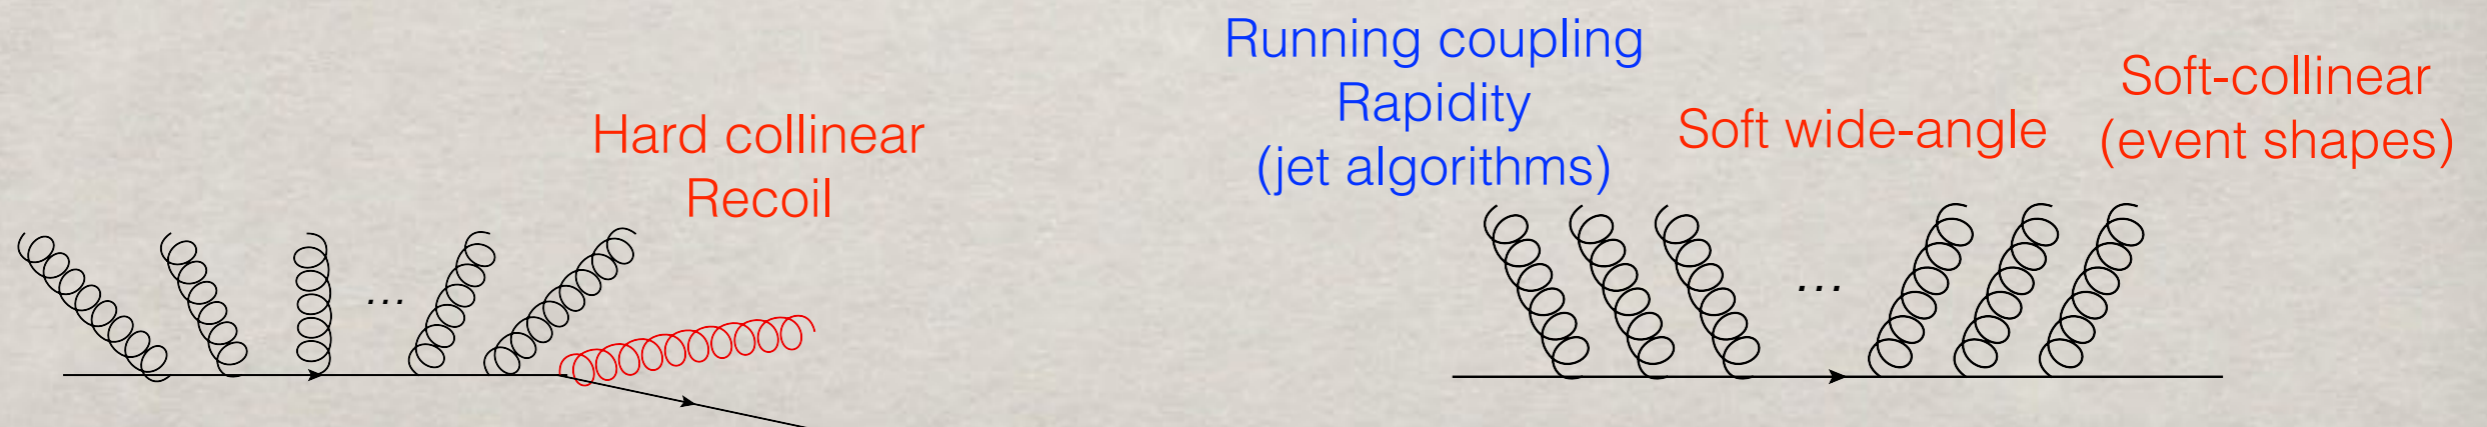 Hard collinear
Recoil
...
Running coupling
Rapidity
(jet algorithms)
Soft wide-angle
Soft-collinear
(event shapes)
...